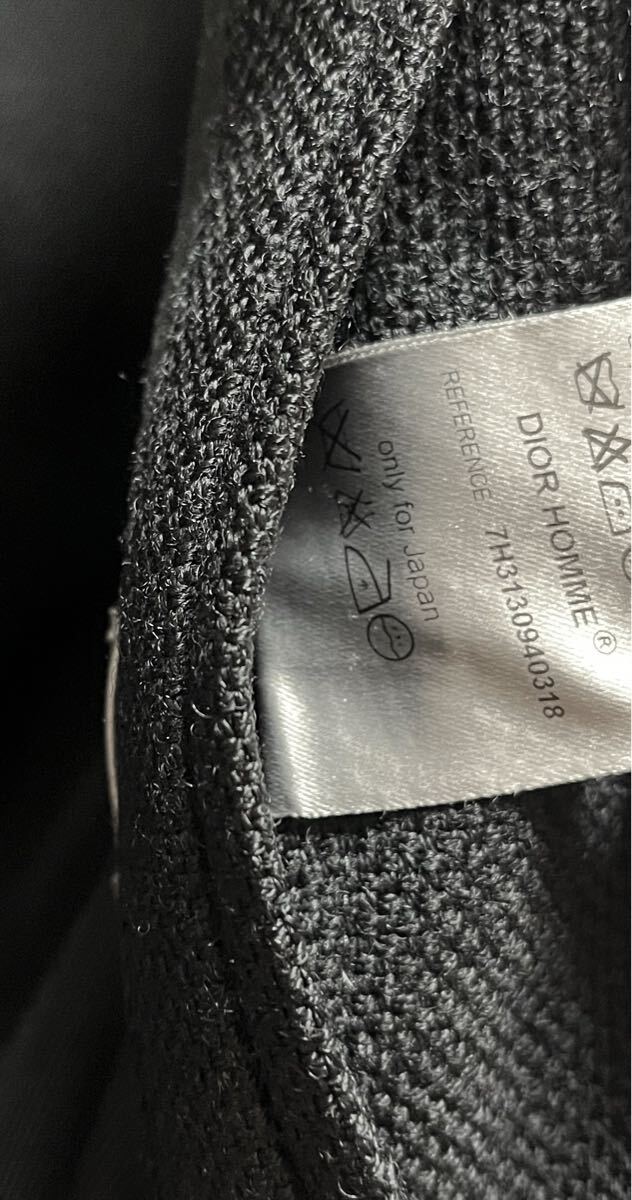 DIOR HOMME®
REFERENCE 7H3130940318
only for Japan